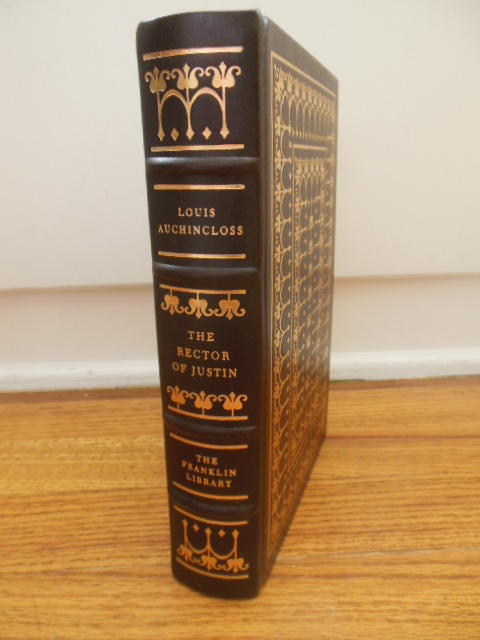 LOUIS
AUCHINCLOSS
THE
RECTOR
OF JUSTIN
THE
FRANKLIN
LIBRARY